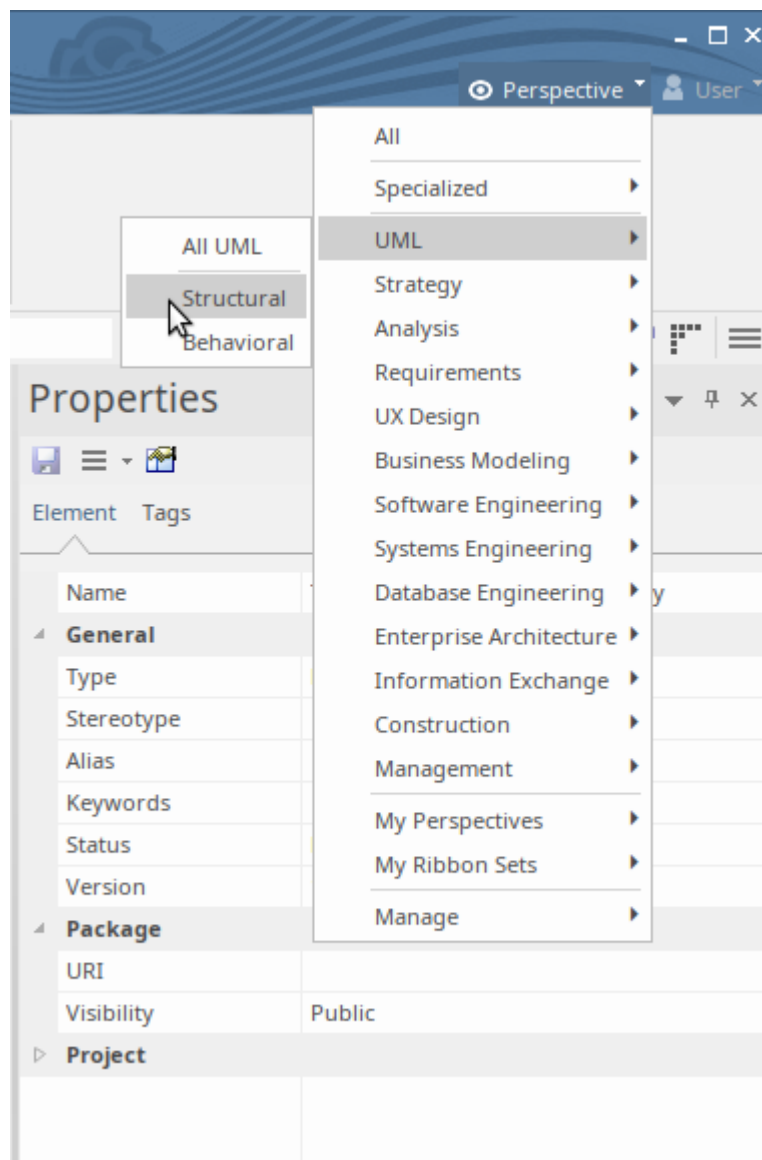 Perspective User
All
Specialized
UML
Strategy
Analysis
Requirements
UX Design
Business Modeling
Software Engineering
Systems Engineering
Database Engineering
Enterprise Architecture
Information Exchange
Construction
Management
My Perspectives
My Ribbon Sets
Manage
All UML
Structural
Behavioral
Properties
Element Tags
Name
General
Type
Stereotype
Alias
Keywords
Status
Version
Package
URI
Visibility Public
Project